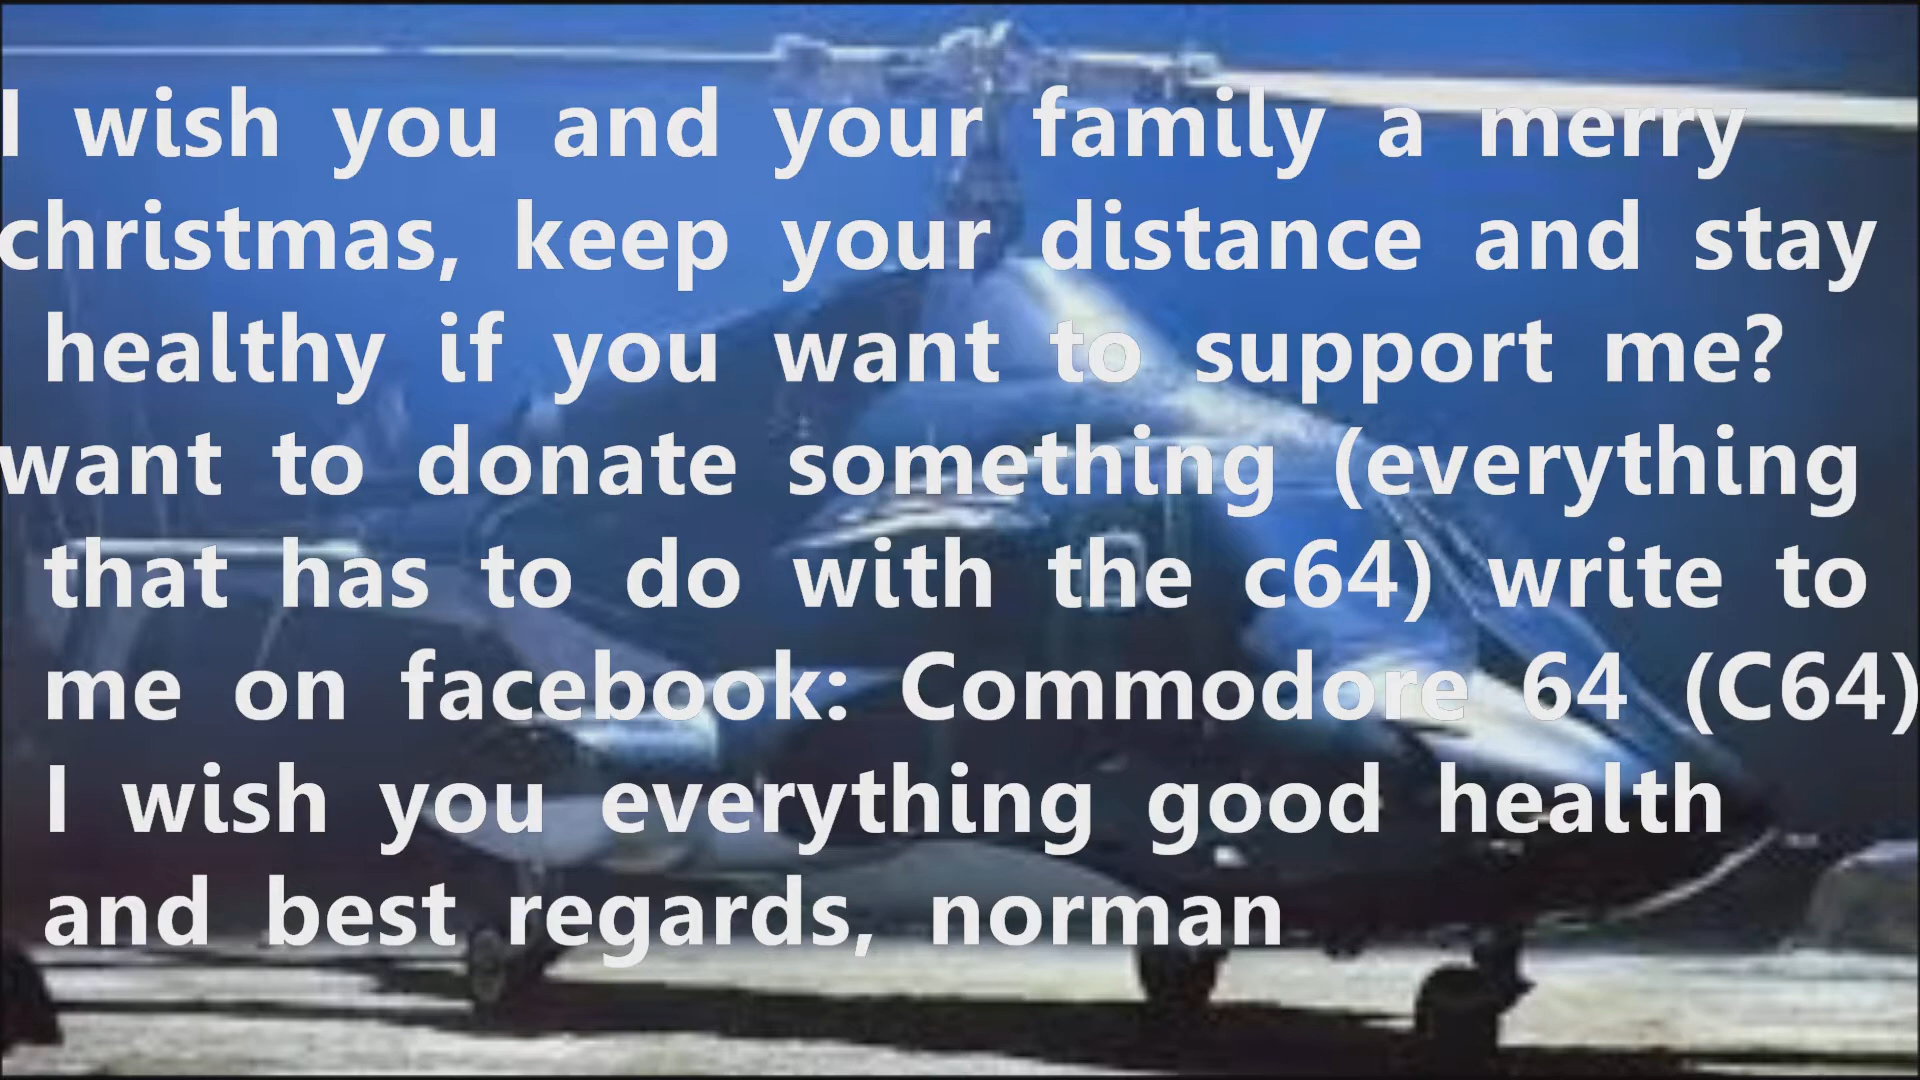 I wish you and your family a merry
christmas, keep your distance and stay
healthy if you want to support me?
want to donate something (everything
that has to do with the c64) write to
me on facebook: Commodore 64 (C64)
I wish you everything good health
and best regards, norman